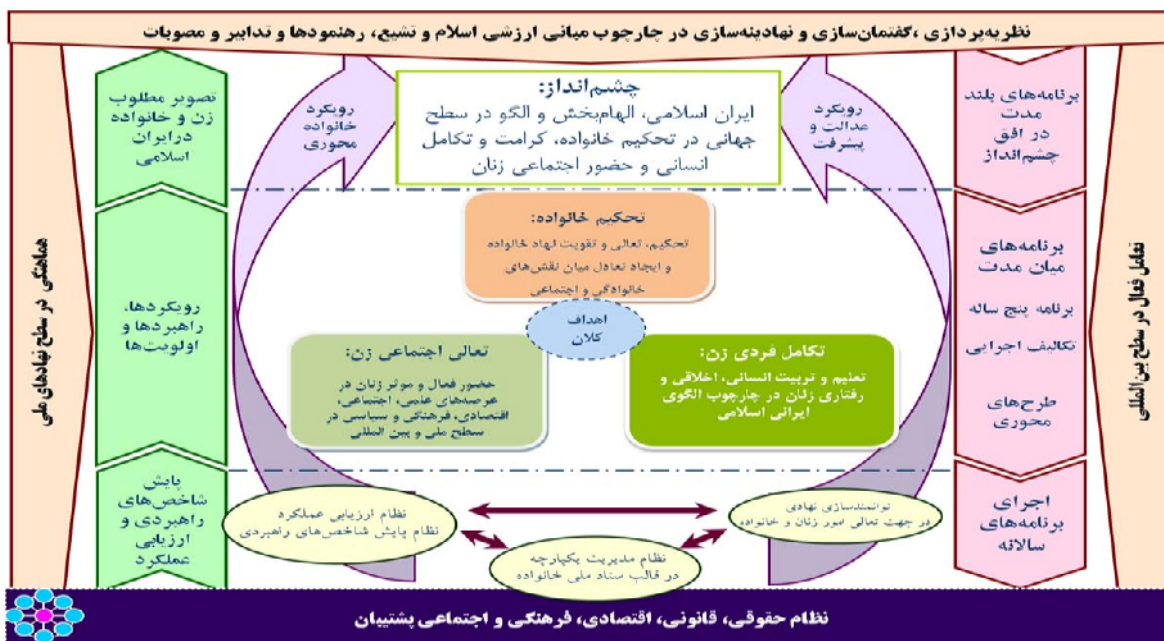 نظریه‌پردازی ،گفتمان‌سازی و نهادینه‌سازی در چارچوب مبانی ارزشی اسلام و تشیع، رهنمودها و تدابیر و مصوبات
برنامه‌های بلند
مدت
در افق
چشم‌انداز
رویکرد
عدالت و
پیشرفت
چشم‌انداز:
ایران اسلامی، الهام‌بخش و الگو در سطح
جهانی در تحکیم خانواده، کرامت و تکامل
انسانی و حضور اجتماعی زنان
رویکرد
خانواده
محوری
تصویر مطلوب
زن و خانواده
درایران
اسلامی
تعامل فعال در سطح بین‌المللی
برنامه‌های
میان مدت
برنامه پنج ساله
تکالیف اجرایی
طرح‌های
محوری
تحکیم خانواده:
تحکیم، تعالی و تقویت نهاد خانواده
و ایجاد تعادل میان نقش‌های
خانوادگی و اجتماعی
اهداف
کلان
تکامل فردی زن:
تعلیم و تربیت انسانی، اخلاقی و
رفتاری زنان در چارچوب الگوی
ایرانی اسلامی
تعالی اجتماعی زن:
حضور فعال و موثر زنان در
عرصه‌های علمی، اجتماعی،
اقتصادی، فرهنگی و سیاسی در
سطح ملی و بین المللی
رویکردها،
راهبردها و
اولویت‌ها
هماهنگی در سطح نهادهای ملی
اجرای
برنامه‌های
سالانه
توانمندسازی نهادی
در جهت تعالی امور زنان و خانواده
نظام مدیریت یکپارچه
در قالب ستاد ملی خانواده
نظام ارزیابی عملکرد
نظام پایش شاخص‌های راهبردی
پایش
شاخص‌های
راهبردی و
ارزیابی
عملکرد
نظام حقوقی، قانونی، اقتصادی، فرهنگی و اجتماعی پشتیبان